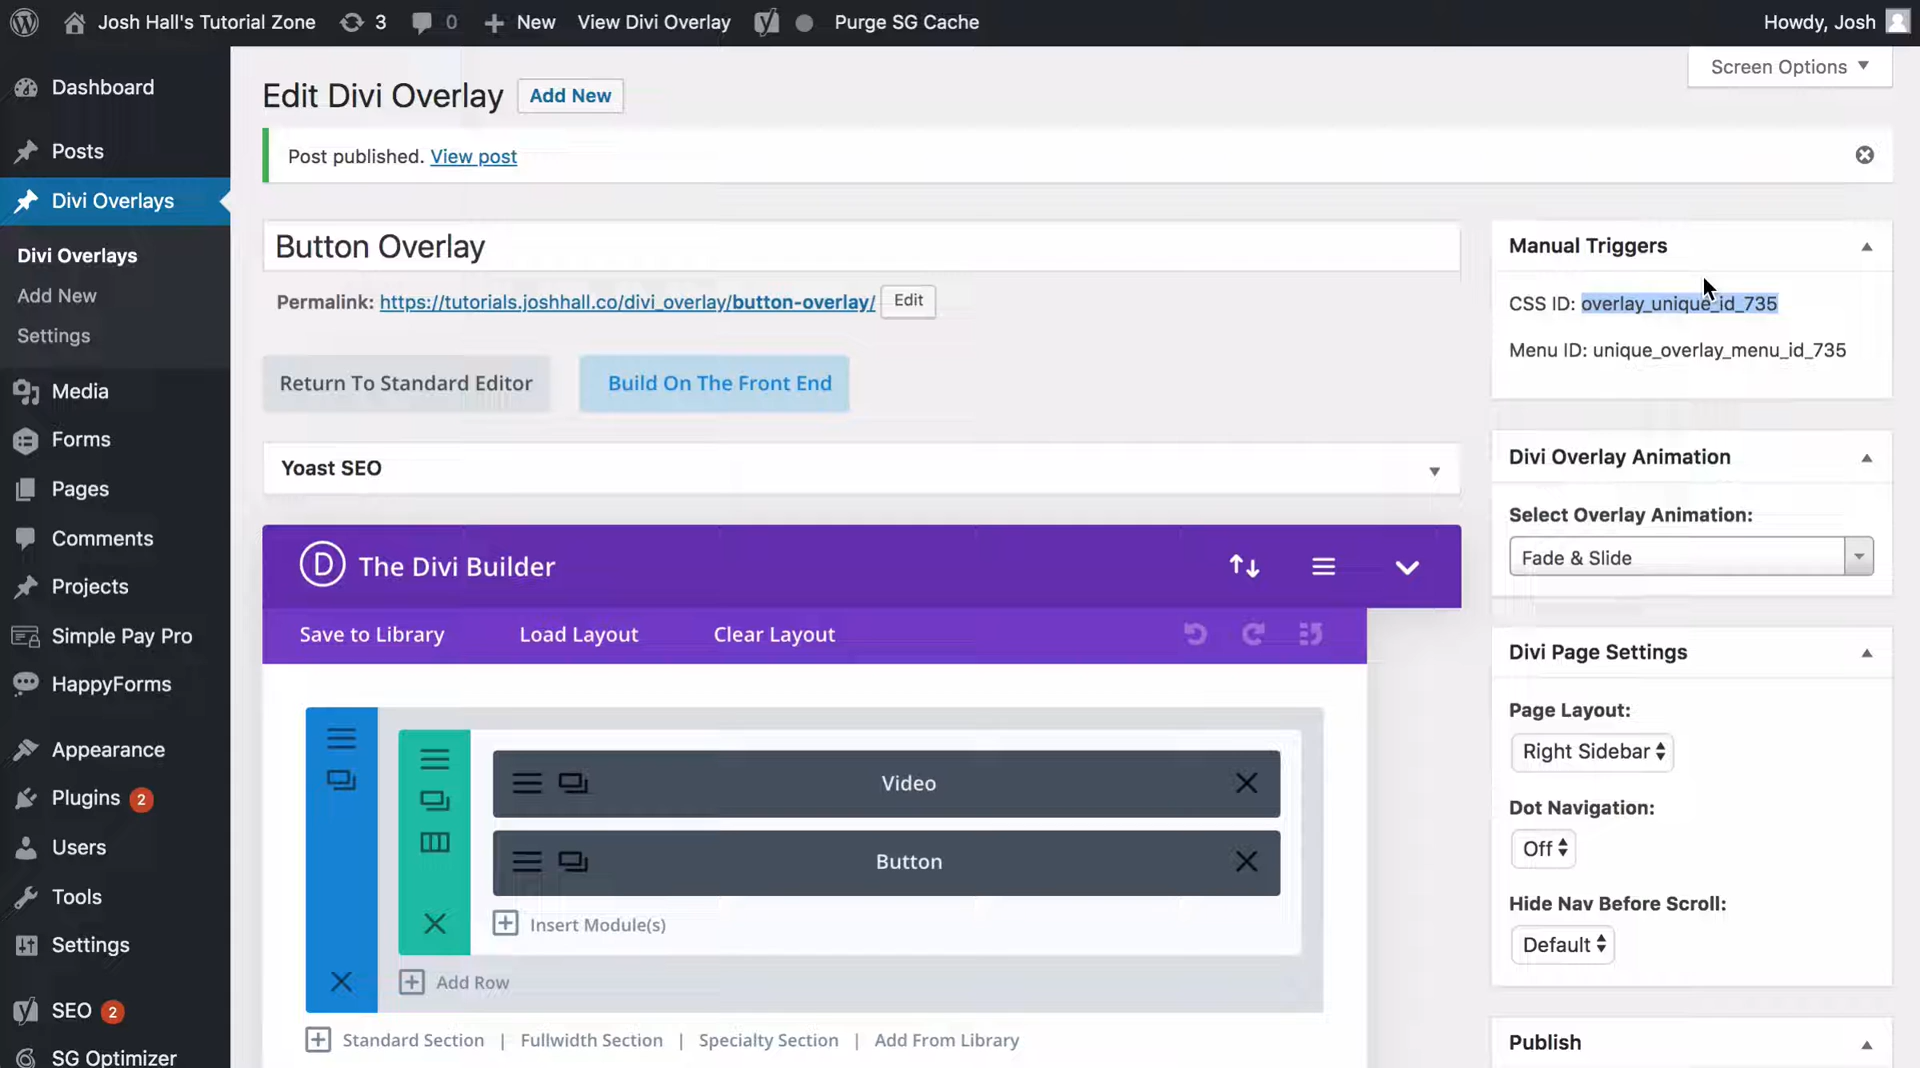 Josh Hall's Tutorial Zone 3 0 New View Divi Overlay Purge SG Cache Howdy, Josh
Screen Options
Dashboard
Posts
Divi Overlays
Divi Overlays
Add New
Settings
Media
Forms
Pages
Comments
Projects
Simple Pay Pro
HappyForms
Appearance
Plugins 2
Users
Tools
Settings
SEO 2
SG Optimizer
Edit Divi Overlay Add New
Post published. View post
Button Overlay
Permalink: https://tutorials.joshhall.co/divi_overlay/button-overlay/ Edit
Return To Standard Editor Build On The Front End
Yoast SEO
D The Divi Builder
Save to Library Load Layout Clear Layout
Video
Button
Insert Module(s)
Add Row
Standard Section | Fullwidth Section | Specialty Section | Add From Library
Manual Triggers
CSS ID: overlay_unique_id_735
Menu ID: unique_overlay_menu_id_735
Divi Overlay Animation
Select Overlay Animation:
Fade & Slide
Divi Page Settings
Page Layout:
Right Sidebar
Dot Navigation:
Off
Hide Nav Before Scroll:
Default
Publish